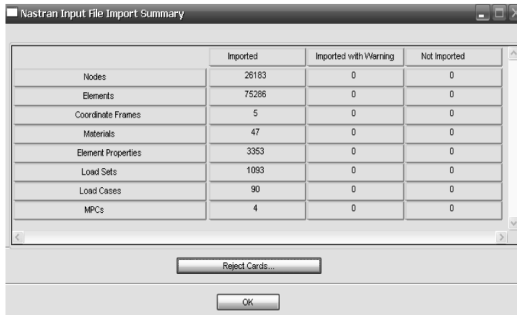 Nastran Input File Import Summary
Imported Imported with Warning Not Imported
Nodes 26183 0 0
Elements 75286 0 0
Coordinate Frames 5 0 0
Materials 47 0 0
Element Properties 3353 0 0
Load Sets 1093 0 0
Load Cases 90 0 0
MPCs 4 0 0
Reject Cards...
OK